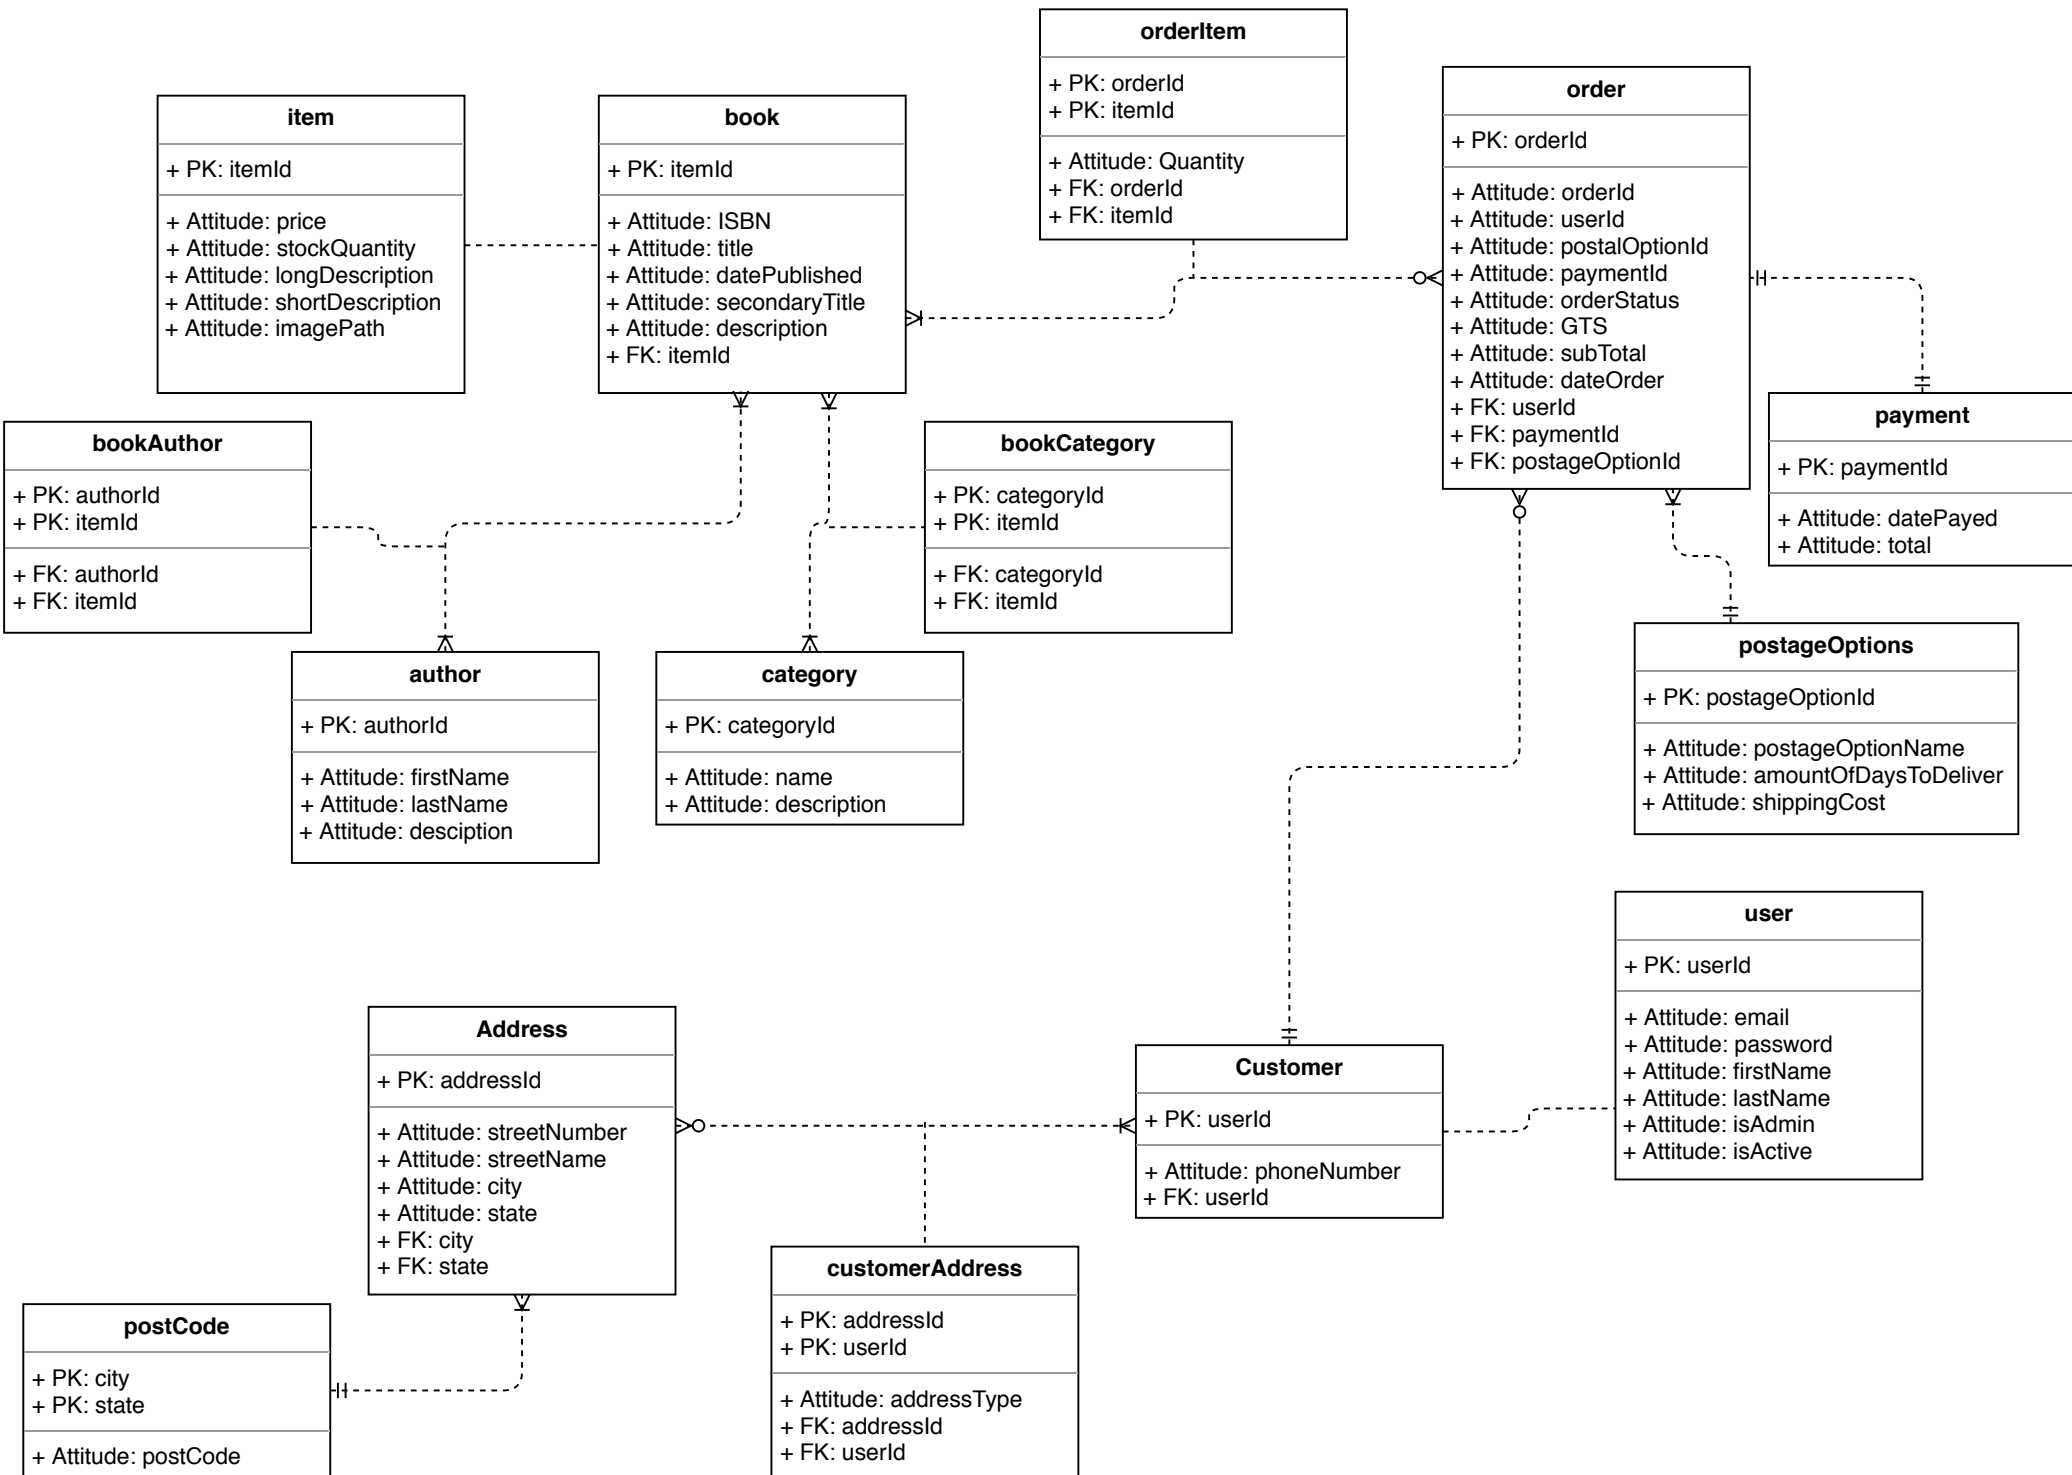 orderItem
+ PK: orderId
+ PK: itemId
+ Attitude: Quantity
+ FK: orderId
+ FK: itemId
order
+ PK: orderId
+ Attitude: orderId
+ Attitude: userId
+ Attitude: postalOptionId
+ Attitude: paymentId
+ Attitude: orderStatus
+ Attitude: GTS
+ Attitude: subTotal
+ Attitude: dateOrder
+ FK: userId
+ FK: paymentId
+ FK: postageOptionId
item
+ PK: itemId
+ Attitude: price
+ Attitude: stockQuantity
+ Attitude: longDescription
+ Attitude: shortDescription
+ Attitude: imagePath
book
+ PK: itemId
+ Attitude: ISBN
+ Attitude: title
+ Attitude: datePublished
+ Attitude: secondaryTitle
+ Attitude: description
+ FK: itemId
payment
+ PK: paymentId
+ Attitude: datePayed
+ Attitude: total
bookAuthor
+ PK: authorId
+ PK: itemId
+ FK: authorId
+ FK: itemId
bookCategory
+ PK: categoryId
+ PK: itemId
+ FK: categoryId
+ FK: itemId
author
+ PK: authorId
+ Attitude: firstName
+ Attitude: lastName
+ Attitude: desciption
category
+ PK: categoryId
+ Attitude: name
+ Attitude: description
postageOptions
+ PK: postageOptionId
+ Attitude: postageOptionName
+ Attitude: amountOfDaysToDeliver
+ Attitude: shippingCost
user
+ PK: userId
+ Attitude: email
+ Attitude: password
+ Attitude: firstName
+ Attitude: lastName
+ Attitude: isAdmin
+ Attitude: isActive
Address
+ PK: addressId
+ Attitude: streetNumber
+ Attitude: streetName
+ Attitude: city
+ Attitude: state
+ FK: city
+ FK: state
Customer
+ PK: userId
+ Attitude: phoneNumber
+ FK: userId
customerAddress
+ PK: addressId
+ PK: userId
+ Attitude: addressType
+ FK: addressId
+ FK: userId
postCode
+ PK: city
+ PK: state
+ Attitude: postCode